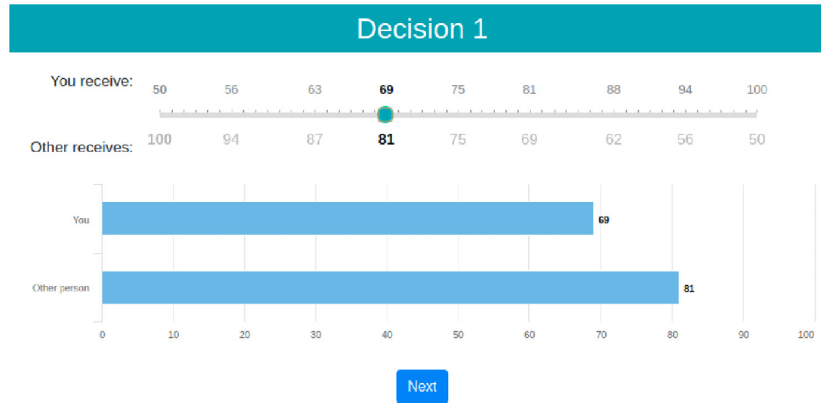 Decision 1
You receive:
50 56 63 69 75 81 88 94 100
Other receives:
100 94 87 81 75 69 62 56 50
You
69
Other person
81
0 10 20 30 40 50 60 70 80 90 100
Next